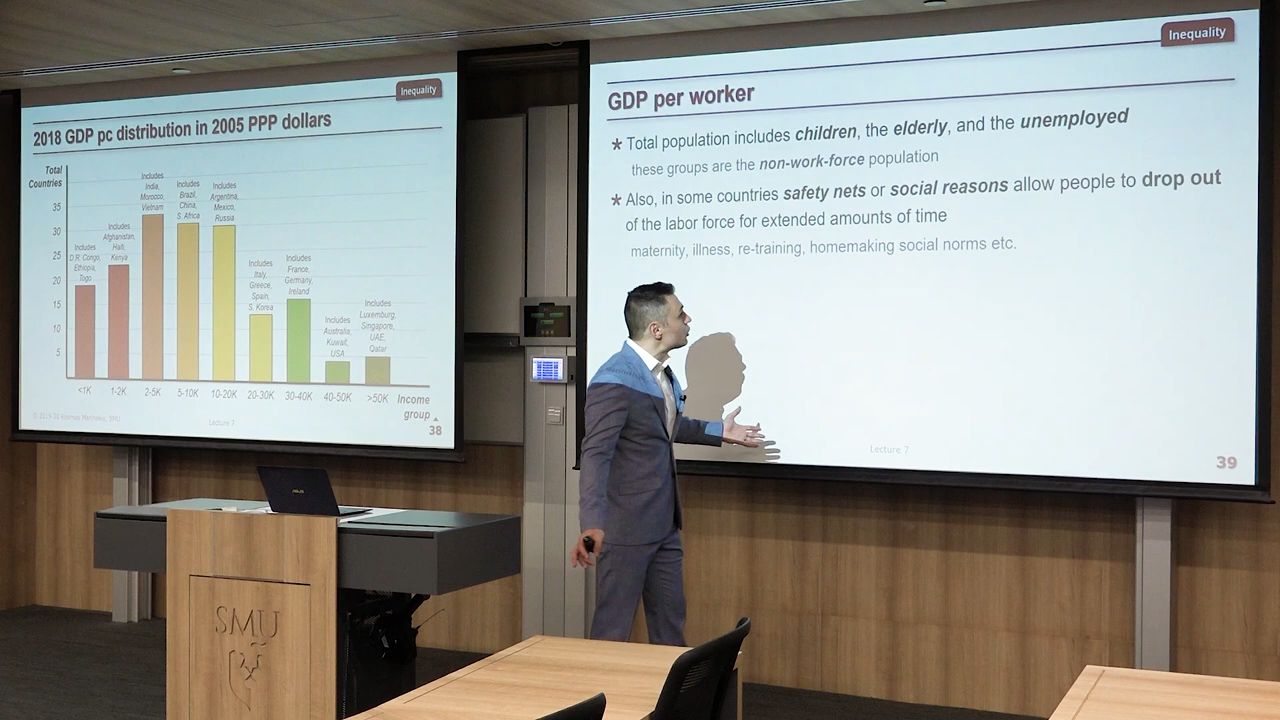 Inequality
2018 GDP pc distribution in 2005 PPP dollars
Total
Countries
35
30
25
20
15
10
5
Includes
D.R. Congo,
Ethiopia,
Togo
Includes
Afghanistan,
Haiti,
Kenya
Includes
India,
Morocco,
Vietnam
Includes
Brazil,
China,
S. Africa
Includes
Argentina,
Mexico,
Russia
Includes
Italy,
Greece,
Spain,
S. Korea
Includes
France,
Germany,
Ireland
Includes
Australia,
Kuwait,
USA
Includes
Luxemburg,
Singapore,
UAE,
Qatar
<1K 1-2K 2-5K 5-10K 10-20K 20-30K 30-40K 40-50K >50K Income
group
Lecture 7
38
Inequality
GDP per worker
* Total population includes children, the elderly, and the unemployed
these groups are the non-work-force population
* Also, in some countries safety nets or social reasons allow people to drop out
of the labor force for extended amounts of time
maternity, illness, re-training, homemaking social norms etc.
Lecture 7
39
ASUS
SMU